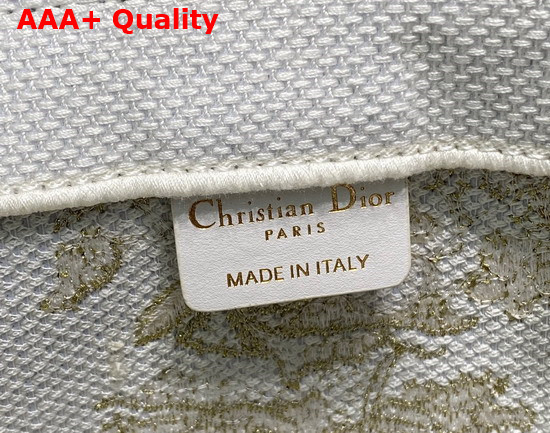 AAA+ Quality
Christian Dior
PARIS
MADE IN ITALY